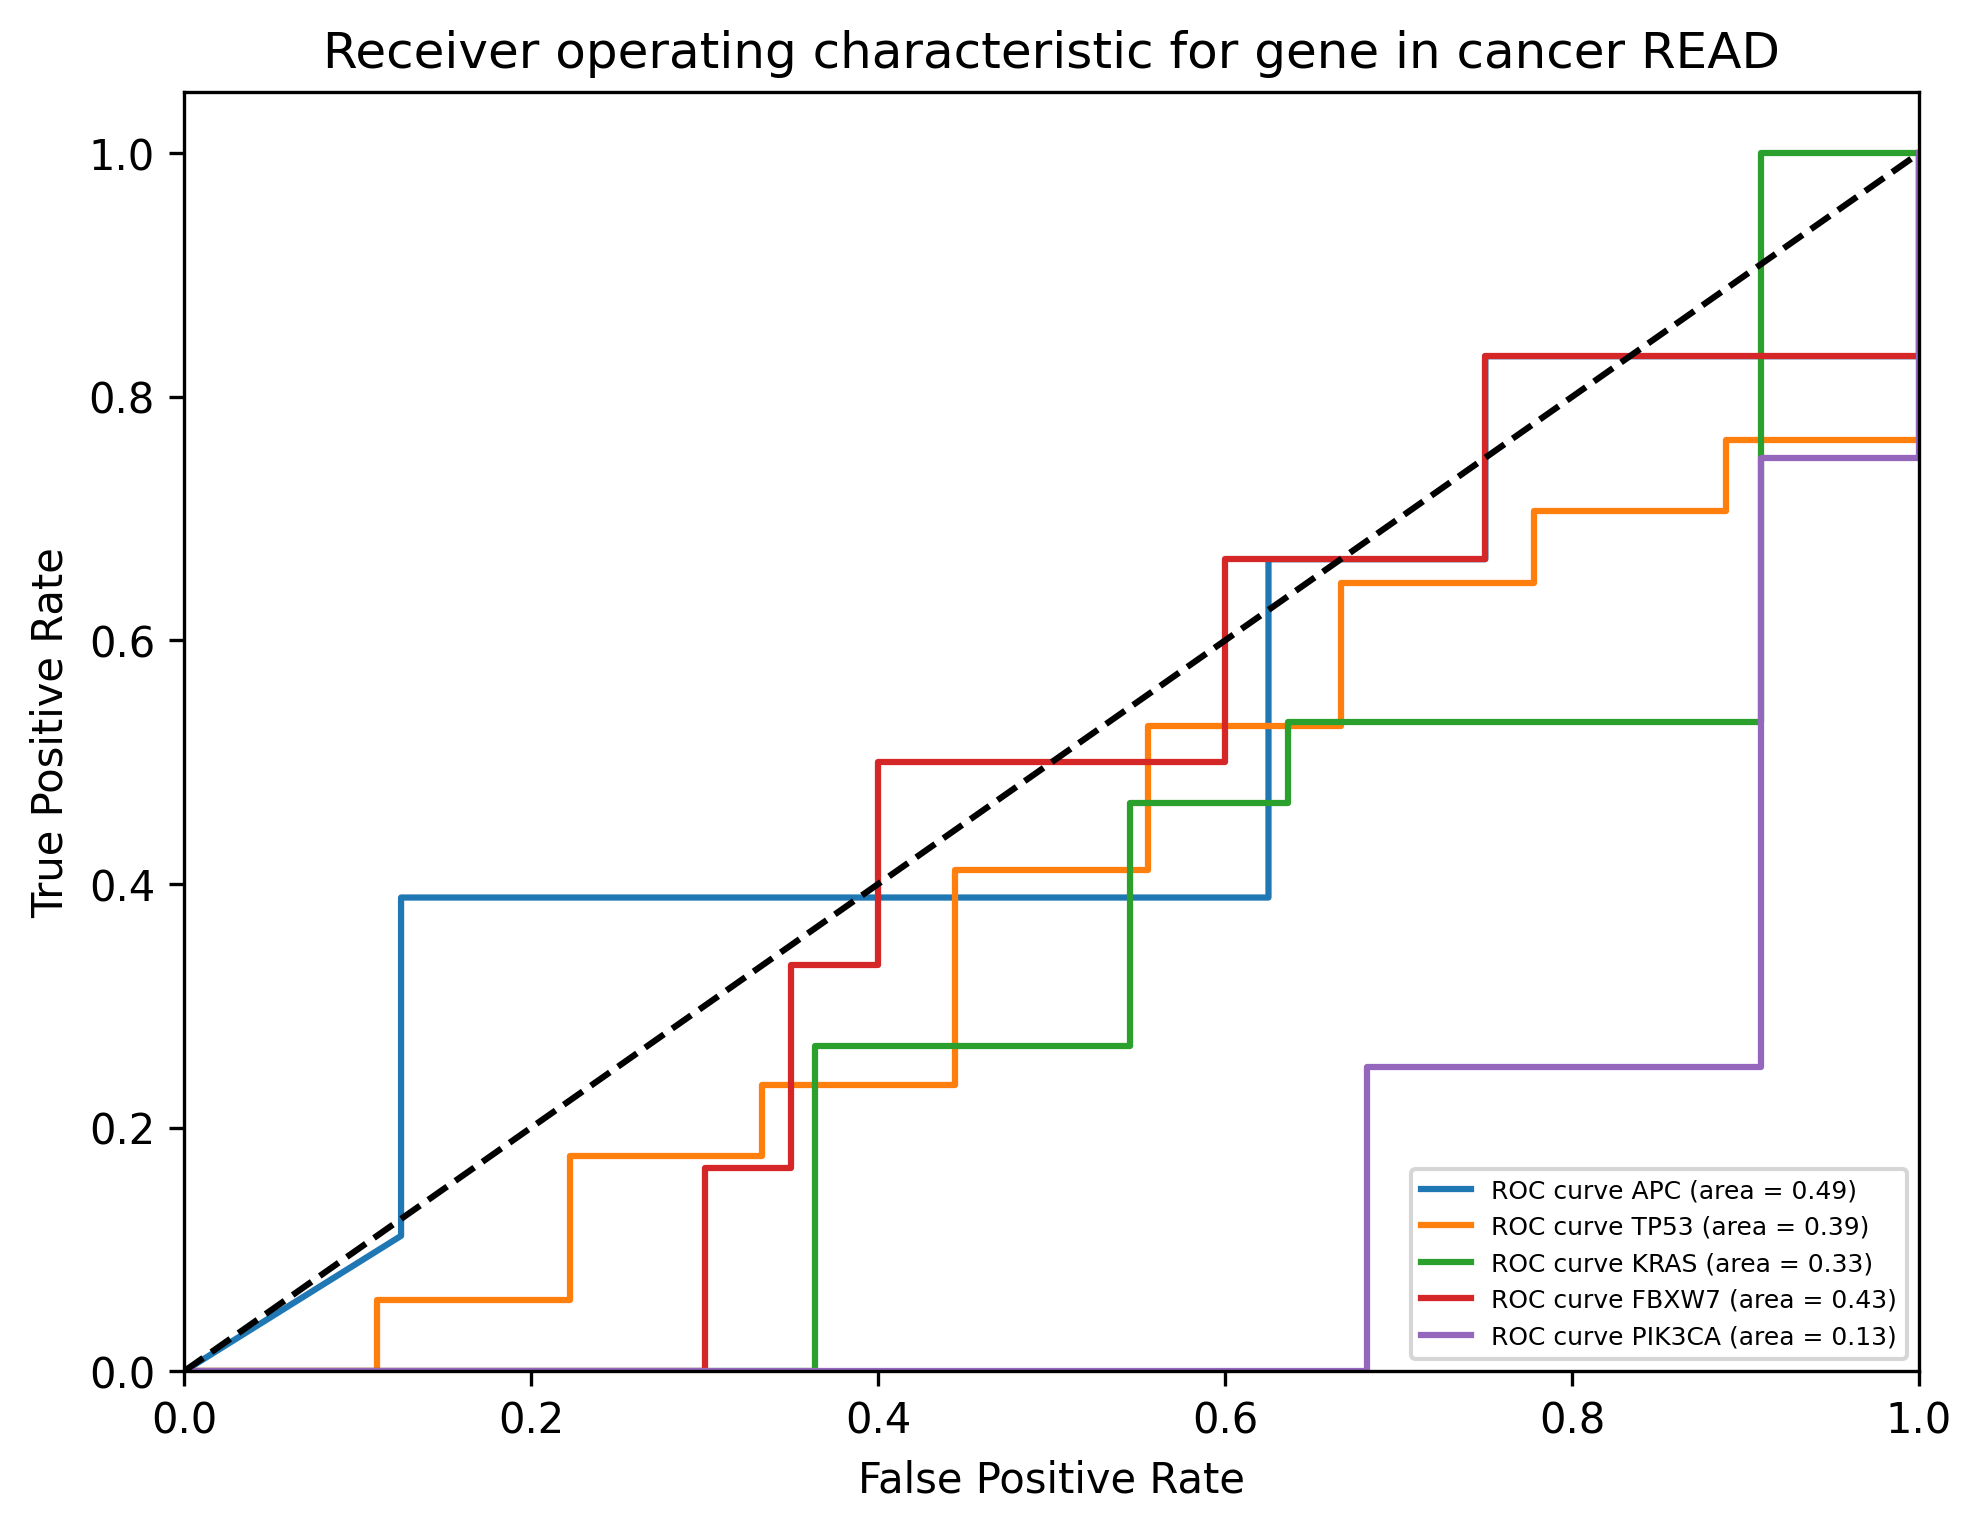 Receiver operating characteristic for gene in cancer READ
1.0
0.8
0.6
0.4
0.2
0.0
True Positive Rate
0.0 0.2 0.4 0.6 0.8 1.0
False Positive Rate
ROC curve APC (area = 0.49)
ROC curve TP53 (area = 0.39)
ROC curve KRAS (area = 0.33)
ROC curve FBXW7 (area = 0.43)
ROC curve PIK3CA (area = 0.13)